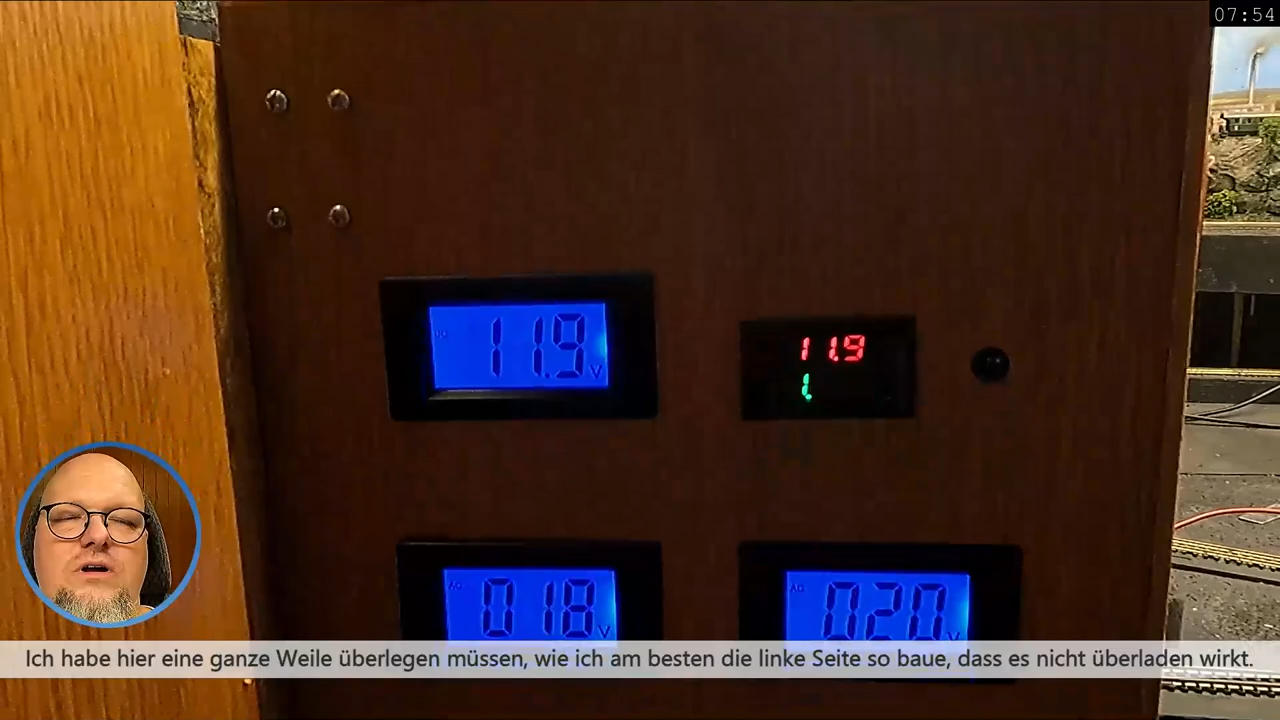 07:54
11.9 V
11.9
1.
018 V
020 V
Ich habe hier eine ganze Weile überlegen müssen, wie ich am besten die linke Seite so baue, dass es nicht überladen wirkt.